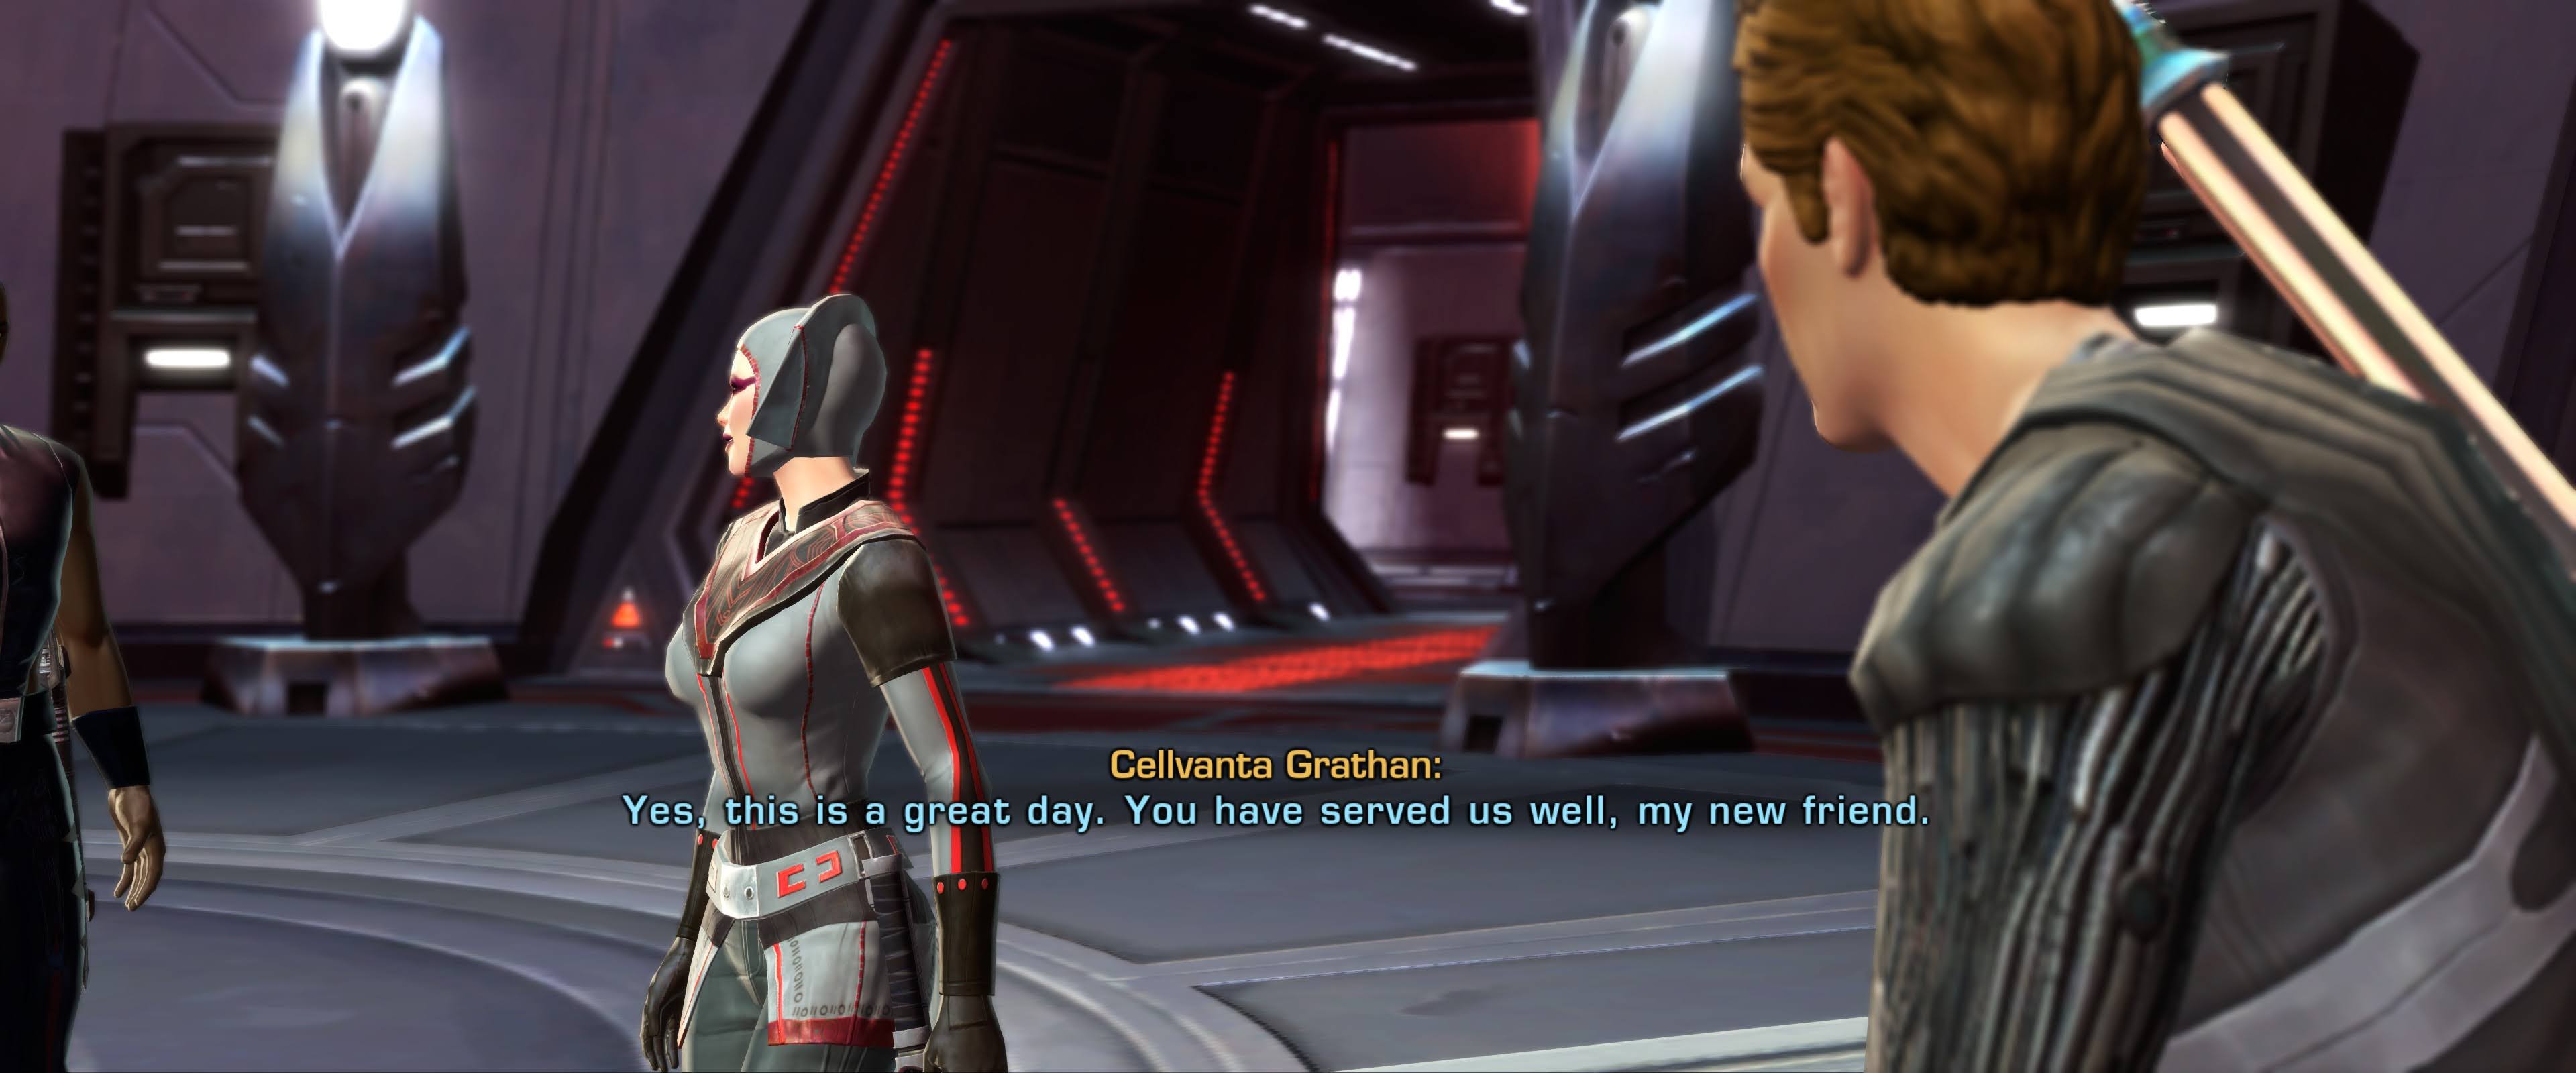 Cellvanta Grathan:
Yes, this is a great day. You have served us well, my new friend.